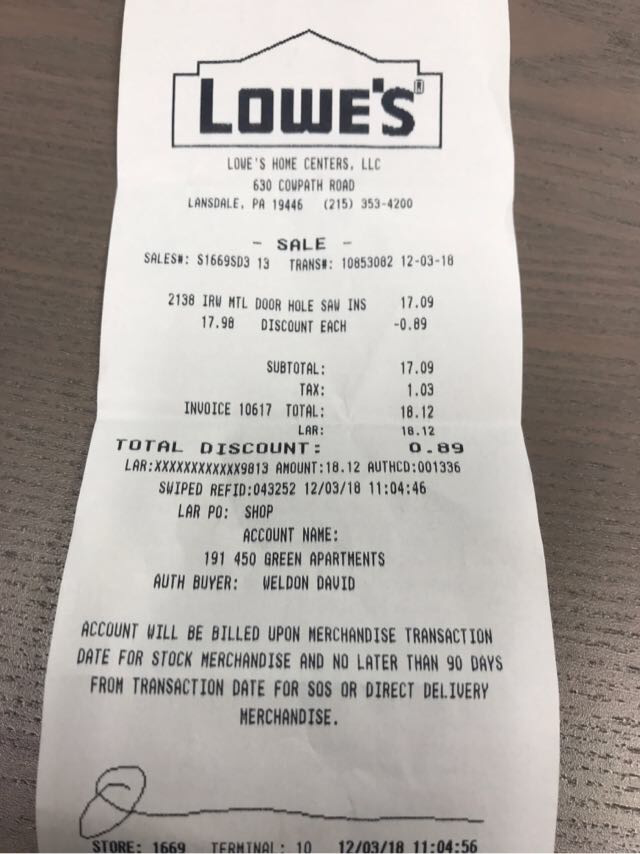 LOWE'S
LOWE'S HOME CENTERS, LLC
630 COWPATH ROAD
LANSDALE, PA 19446 (215) 353-4200
- SALE -
SALES#: S1669SD3 13 TRANS#: 10853082 12-03-18
2138 IRW MTL DOOR HOLE SAW INS 17.09
17.98 DISCOUNT EACH -0.89
SUBTOTAL: 17.09
TAX: 1.03
INVOICE 10617 TOTAL: 18.12
LAR: 18.12
TOTAL DISCOUNT: 0.89
LAR:XXXXXXXXXXXX9813 AMOUNT:18.12 AUTHCD:001336
SWIPED REFID:043252 12/03/18 11:04:46
LAR PO: SHOP
ACCOUNT NAME:
191 450 GREEN APARTMENTS
AUTH BUYER: WELDON DAVID
ACCOUNT WILL BE BILLED UPON MERCHANDISE TRANSACTION
DATE FOR STOCK MERCHANDISE AND NO LATER THAN 90 DAYS
FROM TRANSACTION DATE FOR SOS OR DIRECT DELIVERY
MERCHANDISE.
STORE: 1669 TERMINAL: 10 12/03/18 11:04:56